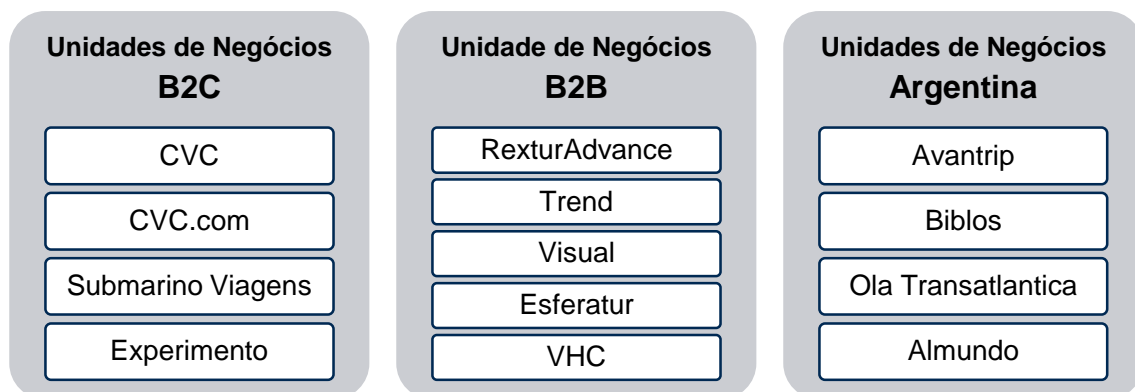 Unidades de Negócios
B2C
CVC
CVC.com
Submarino Viagens
Experimento
Unidade de Negócios
B2B
RexturAdvance
Trend
Visual
Esferatur
VHC
Unidades de Negócios
Argentina
Avantrip
Biblos
Ola Transatlantica
Almundo